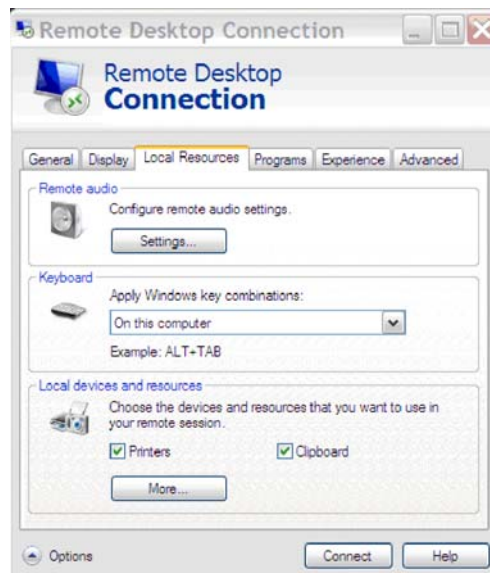 Remote Desktop Connection
Remote Desktop
Connection
General Display Local Resources Programs Experience Advanced
Remote audio
Configure remote audio settings.
Settings...
Keyboard
Apply Windows key combinations:
On this computer
Example: ALT+TAB
Local devices and resources
Choose the devices and resources that you want to use in
your remote session.
Printers Clipboard
More...
Options Connect Help